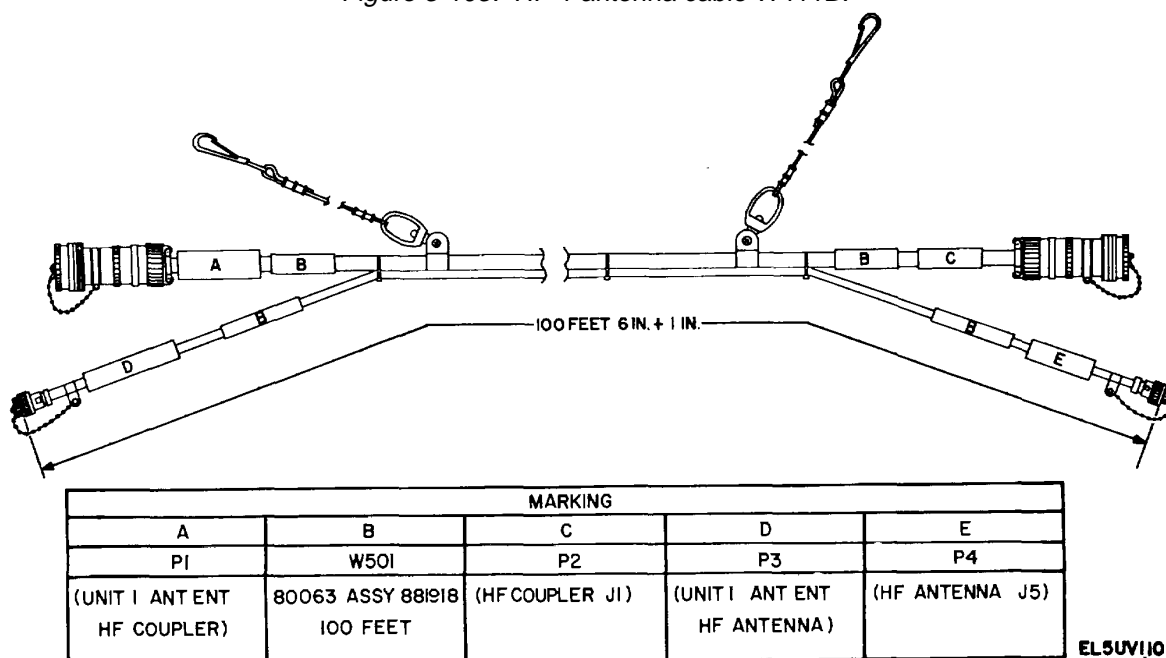 A
B
B
C
D
B
B
E
100 FEET 6 IN. + 1 IN.
MARKING
A B C D E
P1 W501 P2 P3 P4
(UNIT 1 ANT ENT HF COUPLER)
80063 ASSY 881918 100 FEET
(HF COUPLER J1)
(UNIT 1 ANT ENT HF ANTENNA)
(HF ANTENNA J5)
EL5UV110